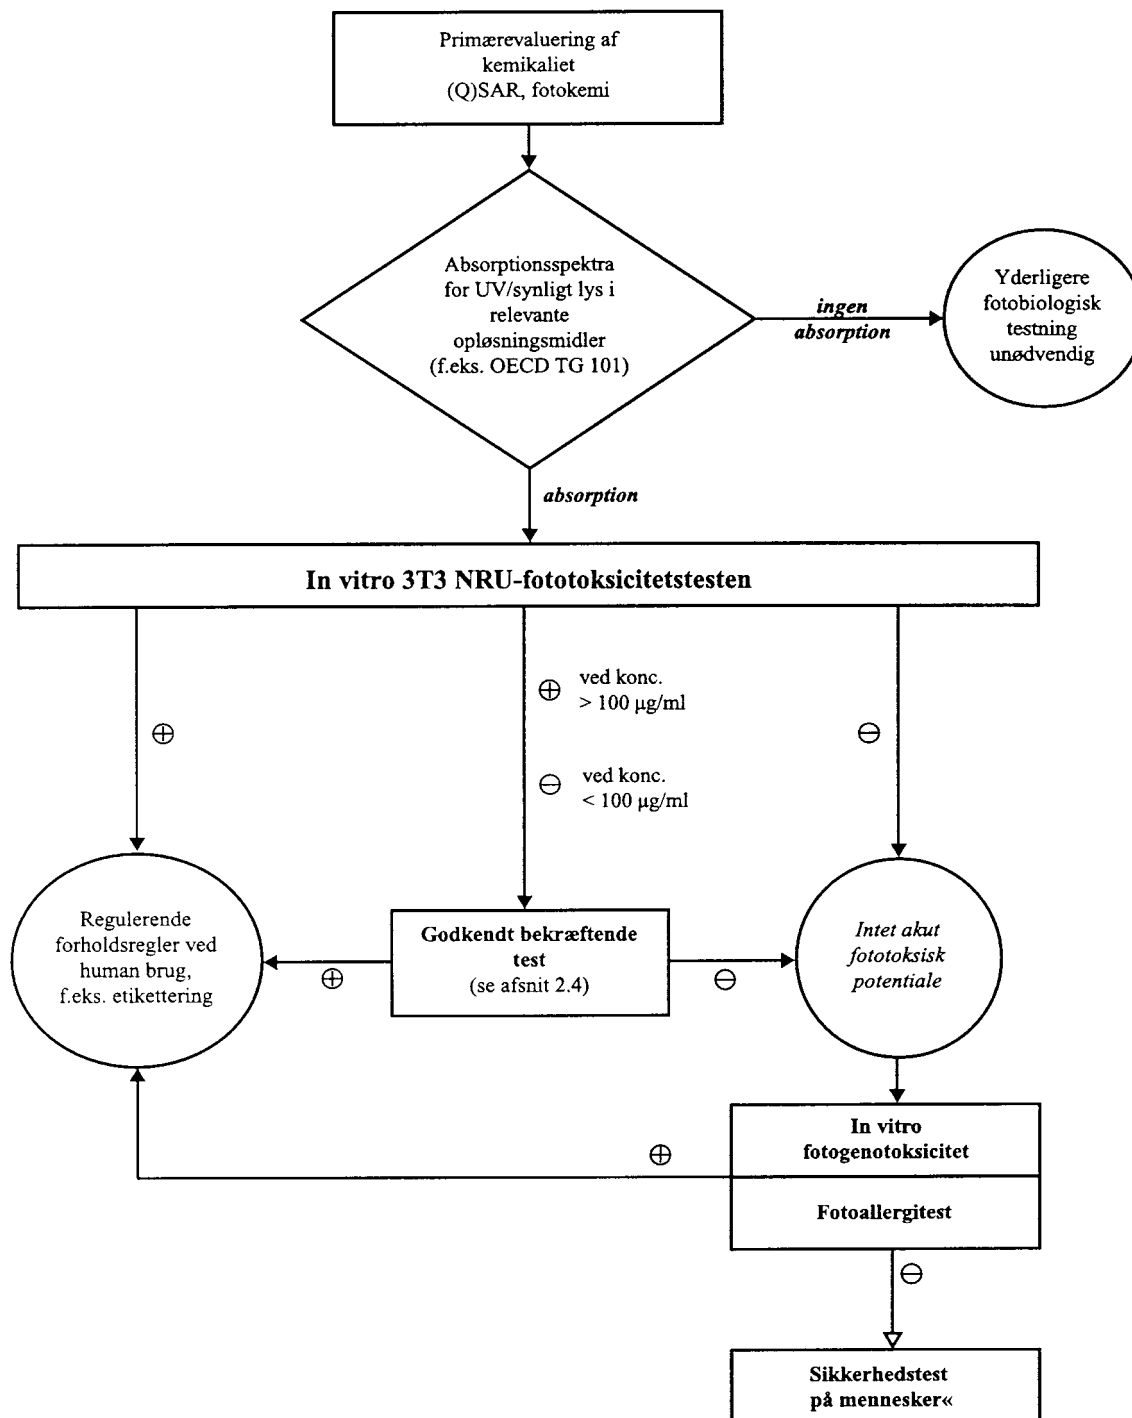 Primærevaluering af
kemikaliet
(Q)SAR, fotokemi
Absorptionsspektra
for UV/synligt lys i
relevante
opløsningsmidler
(f.eks. OECD TG 101)
ingen
absorption
Yderligere
fotobiologisk
testning
unødvendig
absorption
In vitro 3T3 NRU-fototoksicitetstesten
⊕ ved konc.
> 100 µg/ml
⊕
⊖
⊖ ved konc.
< 100 µg/ml
Regulerende
forholdsregler ved
human brug,
f.eks. etikettering
⊕
Godkendt bekræftende
test
(se afsnit 2.4)
⊖
Intet akut
fototoksisk
potentiale
In vitro
fotogenotoksicitet
⊕
Fotoallergitest
⊖
Sikkerhedstest
på mennesker«